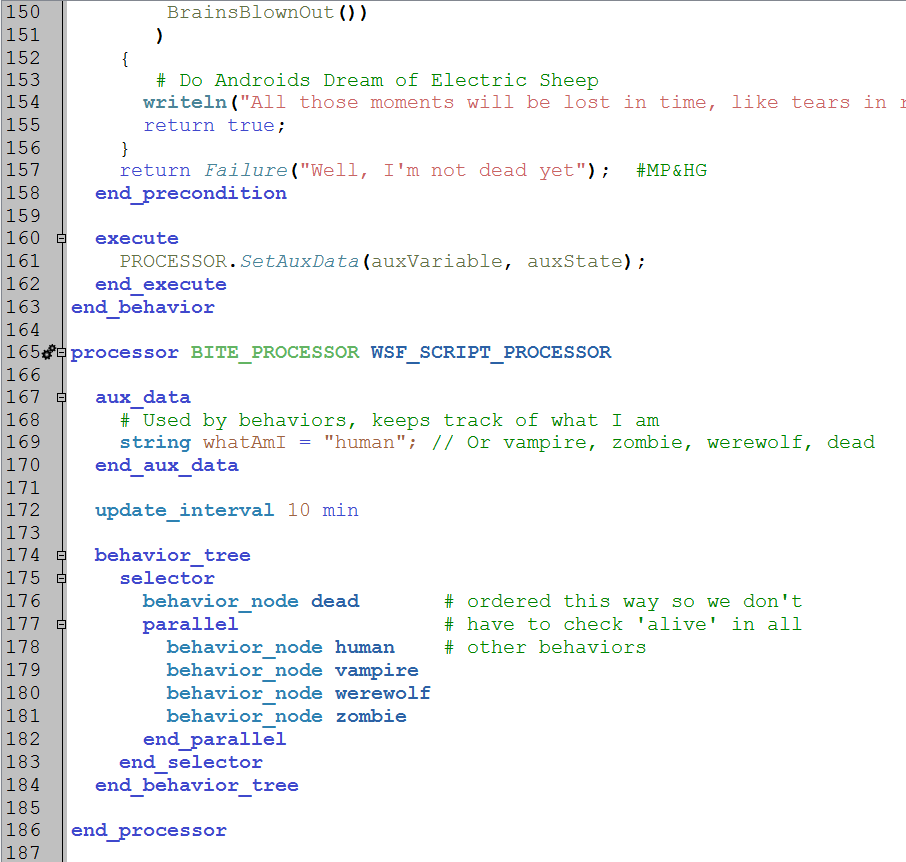 150         BrainsBlownOut())
151        )
152     {
153        # Do Androids Dream of Electric Sheep
154       writeln("All those moments will be lost in time, like tears in
155       return true;
156     }
157     return Failure("Well, I'm not dead yet");  #MP&HG
158   end_precondition
159
160   execute
161     PROCESSOR.SetAuxData(auxVariable, auxState);
162   end_execute
163 end_behavior
164
165 processor BITE_PROCESSOR WSF_SCRIPT_PROCESSOR
166
167   aux_data
168     # Used by behaviors, keeps track of what I am
169     string whatAmI = "human"; // Or vampire, zombie, werewolf, dead
170   end_aux_data
171
172   update_interval 10 min
173
174   behavior_tree
175     selector
176       behavior_node dead       # ordered this way so we don't
177       parallel                 # have to check 'alive' in all
178         behavior_node human    # other behaviors
179         behavior_node vampire
180         behavior_node werewolf
181         behavior_node zombie
182       end_parallel
183     end_selector
184   end_behavior_tree
185
186 end_processor
187